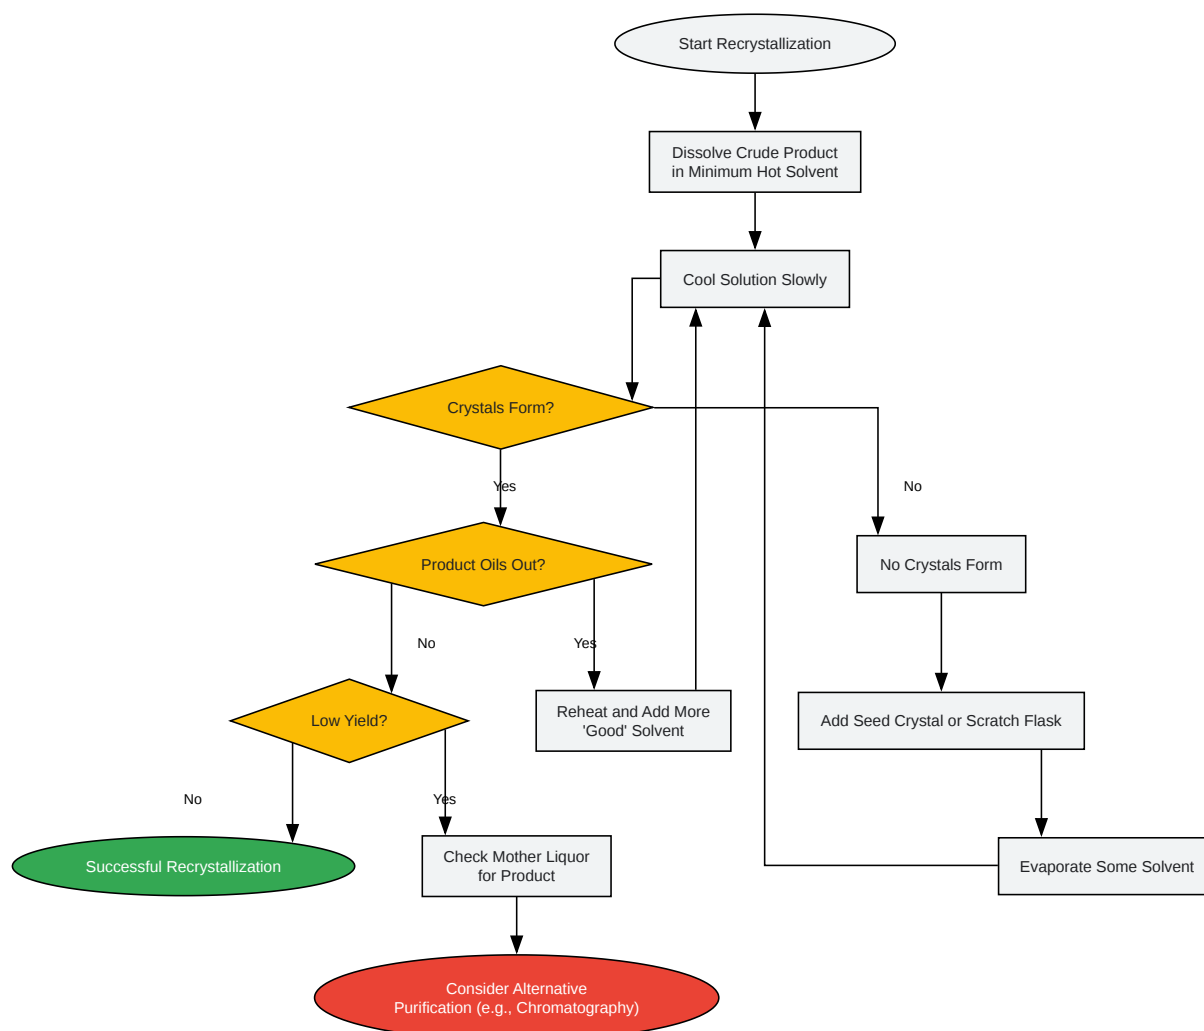 Start Recrystallization
Dissolve Crude Product
in Minimum Hot Solvent
Cool Solution Slowly
Crystals Form?
Yes
No
Product Oils Out?
No Crystals Form
No
Yes
Low Yield?
Reheat and Add More
'Good' Solvent
Add Seed Crystal or Scratch Flask
No
Yes
Successful Recrystallization
Check Mother Liquor
for Product
Evaporate Some Solvent
Consider Alternative
Purification (e.g., Chromatography)